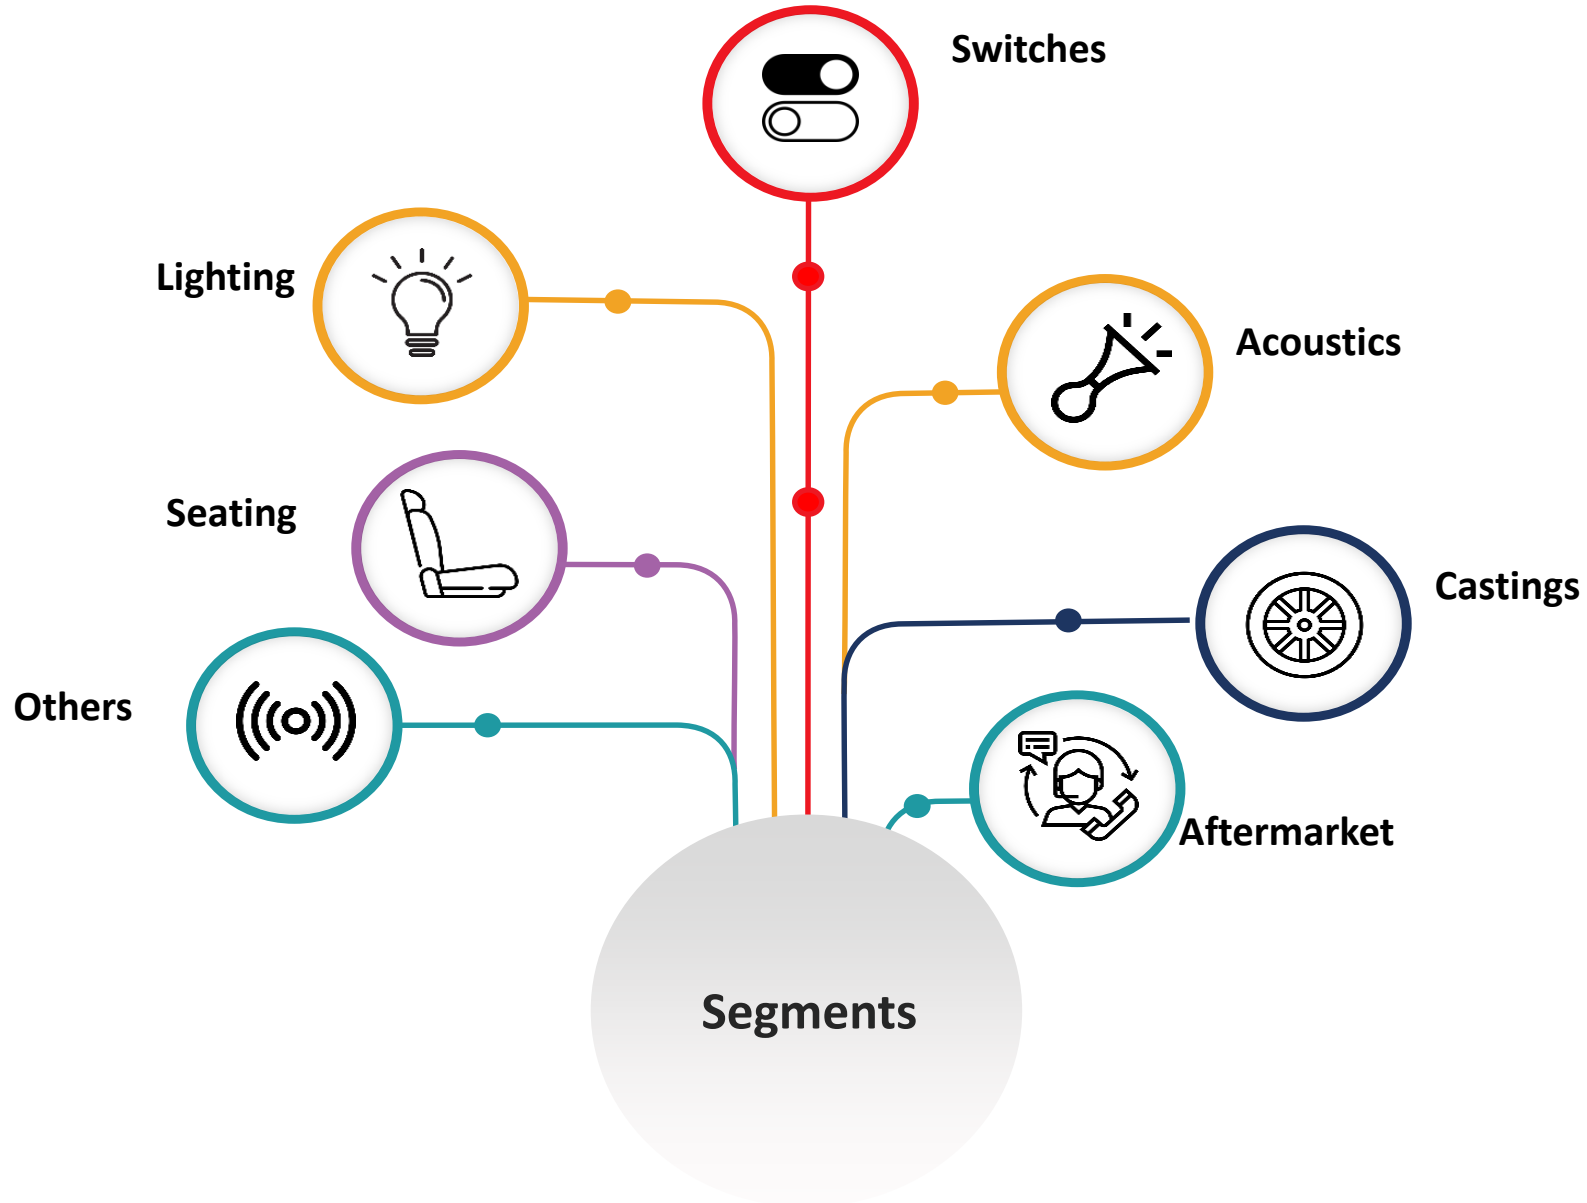 Switches
Lighting
Acoustics
Seating
Castings
Others
Aftermarket
Segments